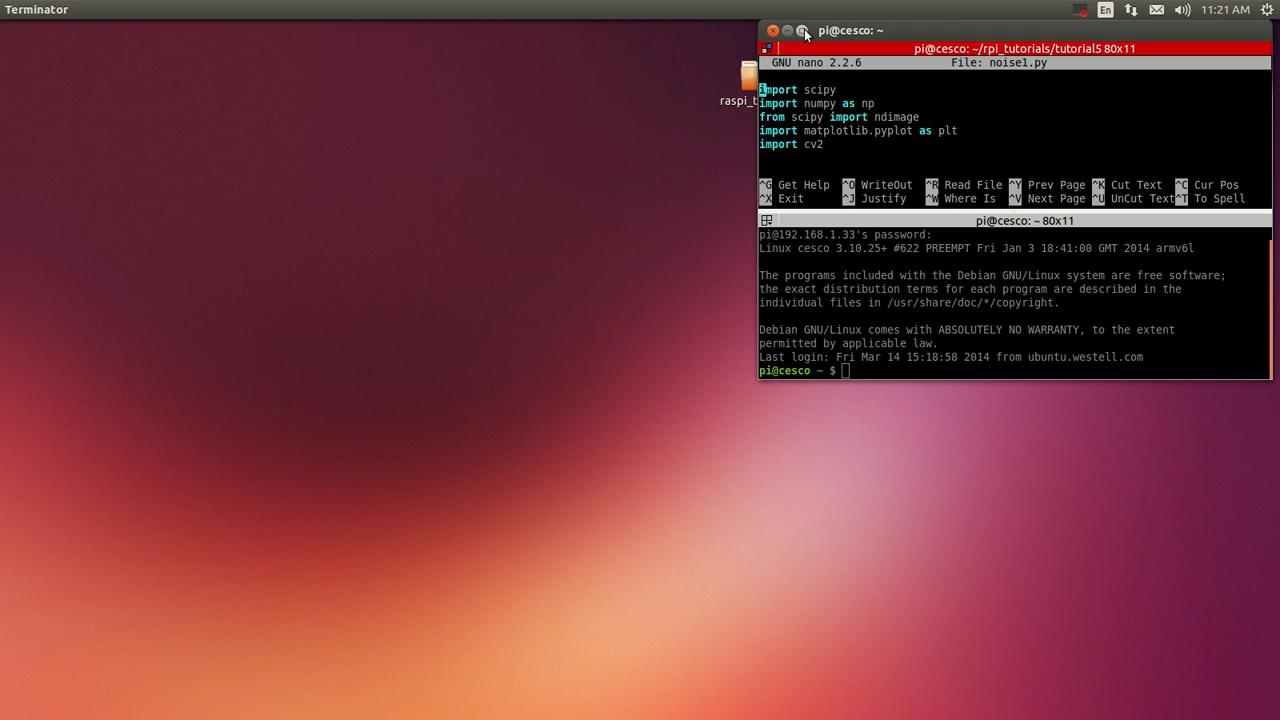 Terminator
En
11:21 AM
pi@cesco: ~
pi@cesco: ~/rpi_tutorials/tutorial5 80x11
GNU nano 2.2.6 File: noise1.py
import scipy
import numpy as np
from scipy import ndimage
import matplotlib.pyplot as plt
import cv2
^G Get Help ^O WriteOut ^R Read File ^Y Prev Page ^K Cut Text ^C Cur Pos
^X Exit ^J Justify ^W Where Is ^V Next Page ^U UnCut Text ^T To Spell
raspi_t
pi@cesco: ~ 80x11
pi@192.168.1.33's password:
Linux cesco 3.10.25+ #622 PREEMPT Fri Jan 3 18:41:00 GMT 2014 armv6l
The programs included with the Debian GNU/Linux system are free software;
the exact distribution terms for each program are described in the
individual files in /usr/share/doc/*/copyright.
Debian GNU/Linux comes with ABSOLUTELY NO WARRANTY, to the extent
permitted by applicable law.
Last login: Fri Mar 14 15:18:58 2014 from ubuntu.westell.com
pi@cesco ~ $